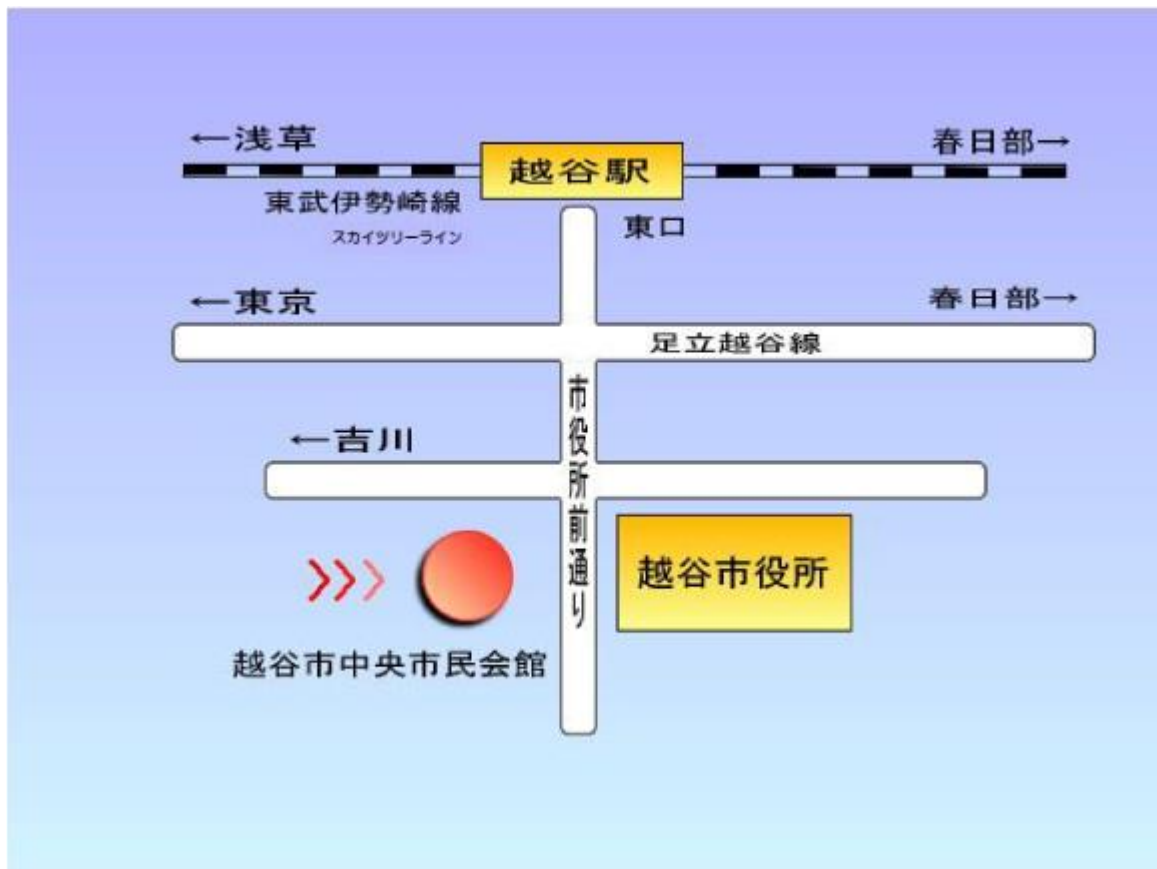 ←浅草
春日部→
越谷駅
東武伊勢崎線
スカイツリーライン
東口
←東京
春日部→
足立越谷線
←吉川
市役所前通り
越谷市役所
越谷市中央市民会館